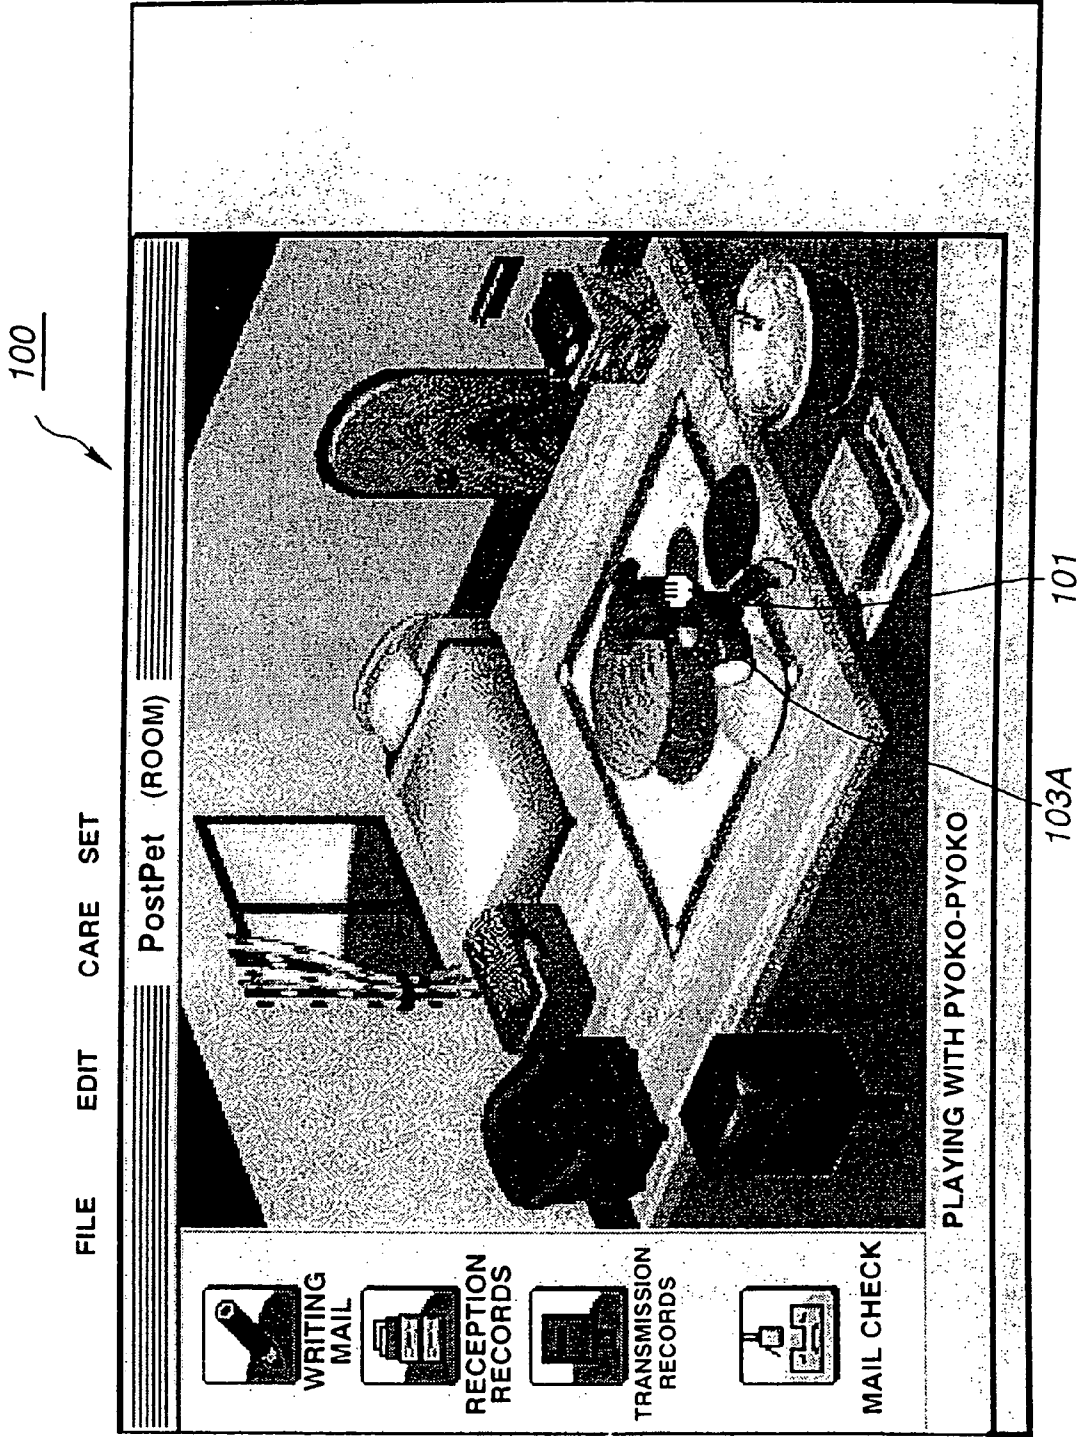 100
FILE EDIT CARE SET
PostPet (ROOM)
WRITING
MAIL
RECEPTION
RECORDS
TRANSMISSION
RECORDS
MAIL CHECK
PLAYING WITH PYOKO-PYOKO
103A
101